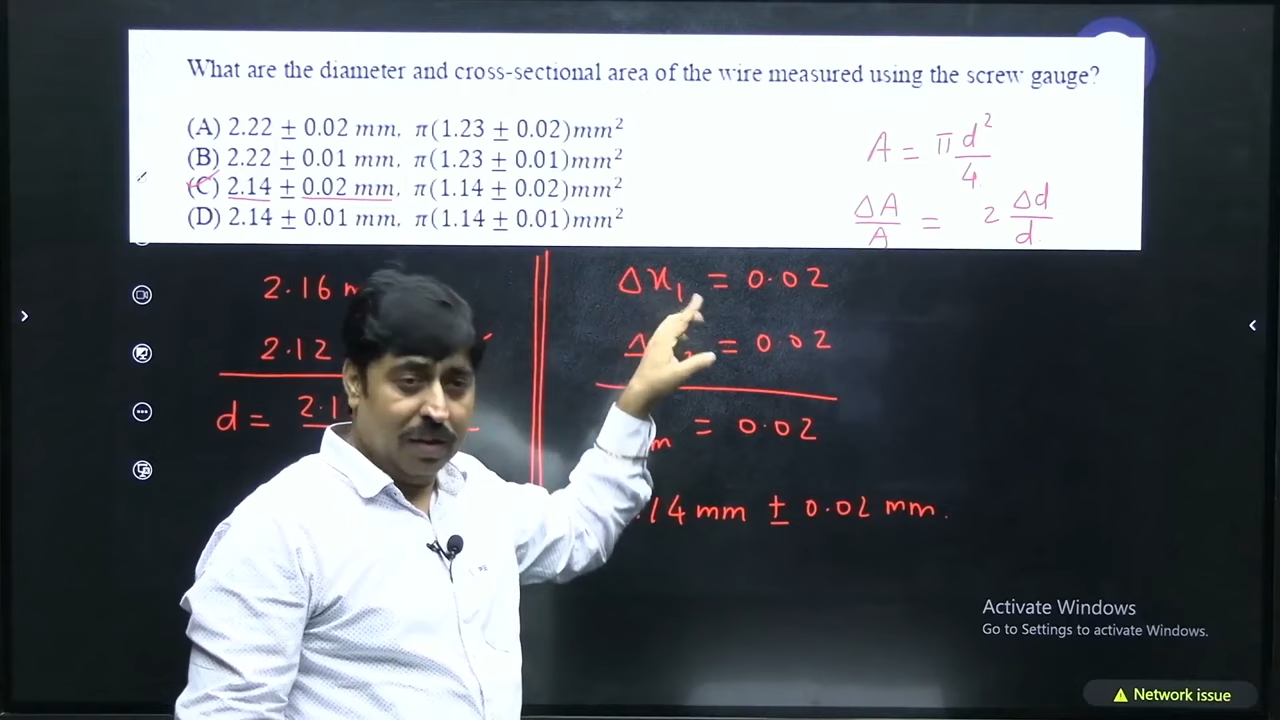 What are the diameter and cross-sectional area of the wire measured using the screw gauge?
(A) 2.22 ± 0.02 mm, π(1.23 ± 0.02)mm²
(B) 2.22 ± 0.01 mm, π(1.23 ± 0.01)mm²
(C) 2.14 ± 0.02 mm, π(1.14 ± 0.02)mm²
(D) 2.14 ± 0.01 mm, π(1.14 ± 0.01)mm²
A = πd²/4
ΔA/A = 2 Δd/d
2.16 m
2.12
d = 2.1
Δx₁ = 0.02
= 0.02
m = 0.02
.14 mm ± 0.02 mm.
Activate Windows
Go to Settings to activate Windows.
Network issue